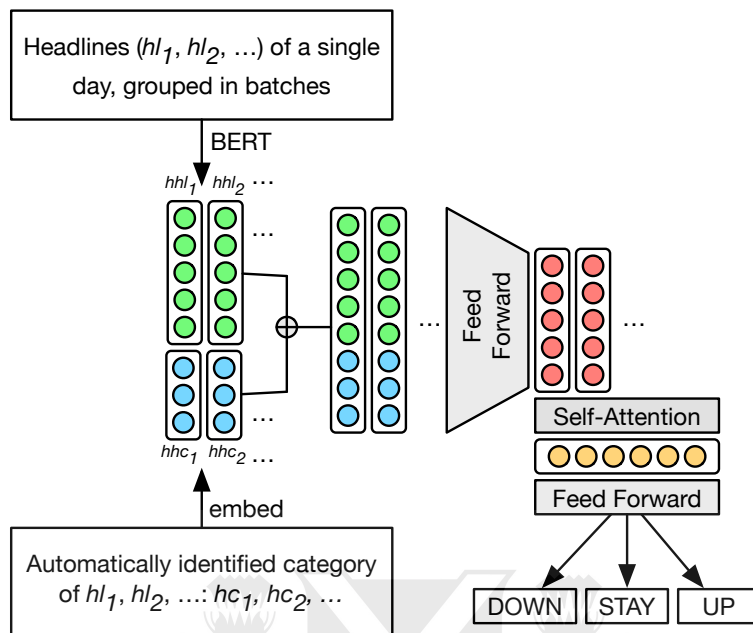 Headlines (hl1, hl2, …) of a single
day, grouped in batches
BERT
hhl1 hhl2 …
…
…
Feed
Forward
…
…
hhc1 hhc2 …
embed
Automatically identified category
of hl1, hl2, …: hc1, hc2, …
Self-Attention
Feed Forward
DOWN STAY UP